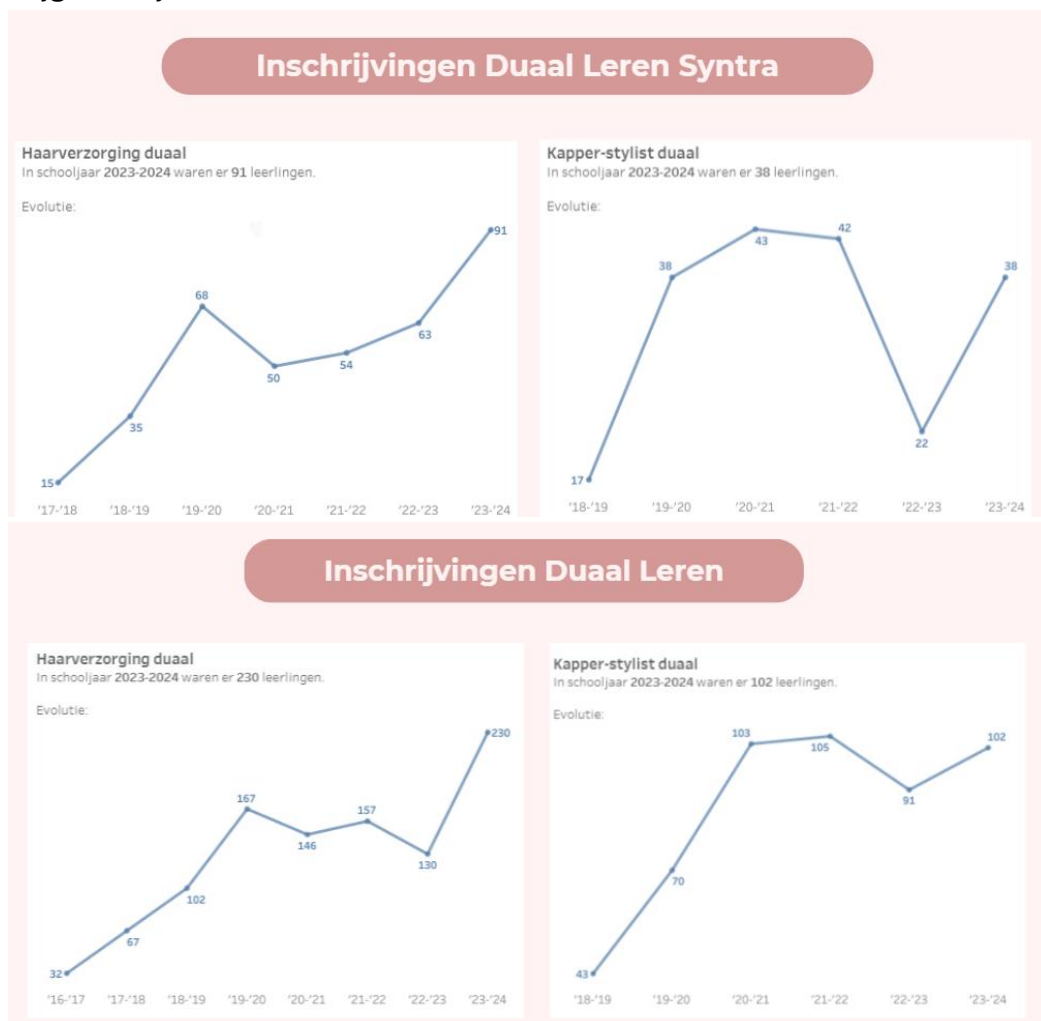 Inschrijvingen Duaal Leren Syntra
Haarverzorging duaal
In schooljaar 2023-2024 waren er 91 leerlingen.
Evolutie:
15
35
68
50
54
63
91
'17-'18 '18-'19 '19-'20 '20-'21 '21-'22 '22-'23 '23-'24
Kapper-stylist duaal
In schooljaar 2023-2024 waren er 38 leerlingen.
Evolutie:
17
38
43
42
22
38
'18-'19 '19-'20 '20-'21 '21-'22 '22-'23 '23-'24
Inschrijvingen Duaal Leren
Haarverzorging duaal
In schooljaar 2023-2024 waren er 230 leerlingen.
Evolutie:
32
67
102
167
146
157
130
230
'16-'17 '17-'18 '18-'19 '19-'20 '20-'21 '21-'22 '22-'23 '23-'24
Kapper-stylist duaal
In schooljaar 2023-2024 waren er 102 leerlingen.
Evolutie:
43
70
103
105
91
102
'18-'19 '19-'20 '20-'21 '21-'22 '22-'23 '23-'24